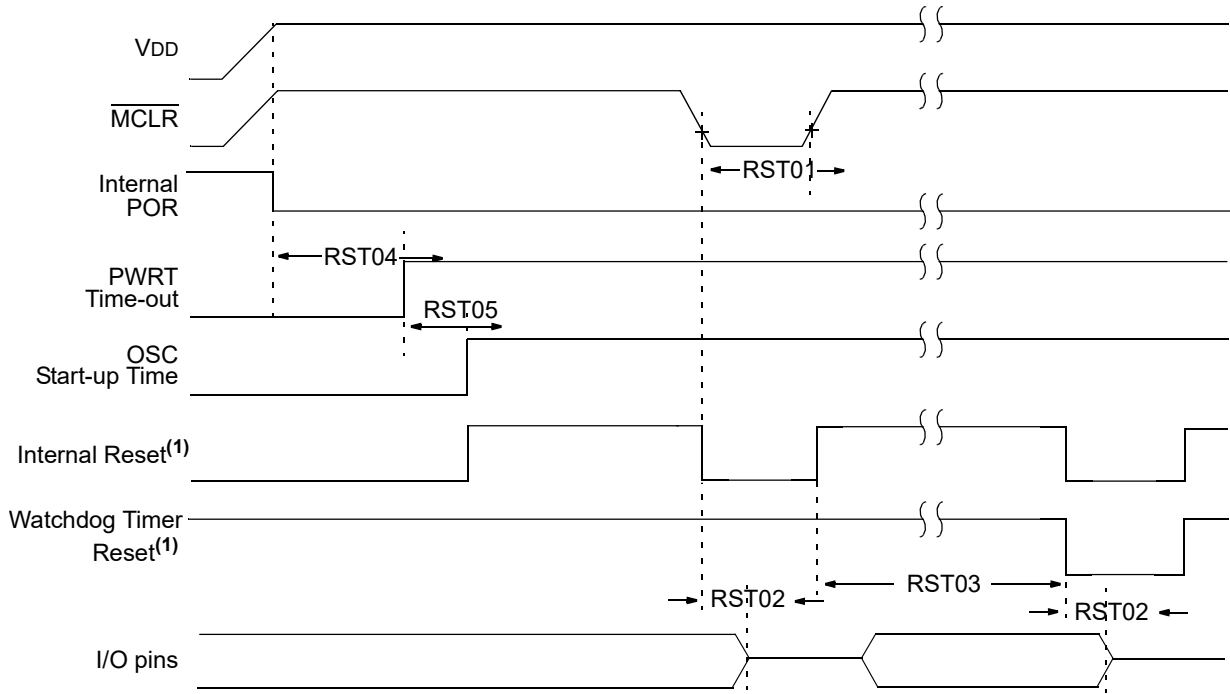 VDD
MCLR
Internal
POR
RST01
RST04
PWRT
Time-out
RST05
OSC
Start-up Time
Internal Reset(1)
Watchdog Timer
Reset(1)
RST03
RST02
RST02
I/O pins